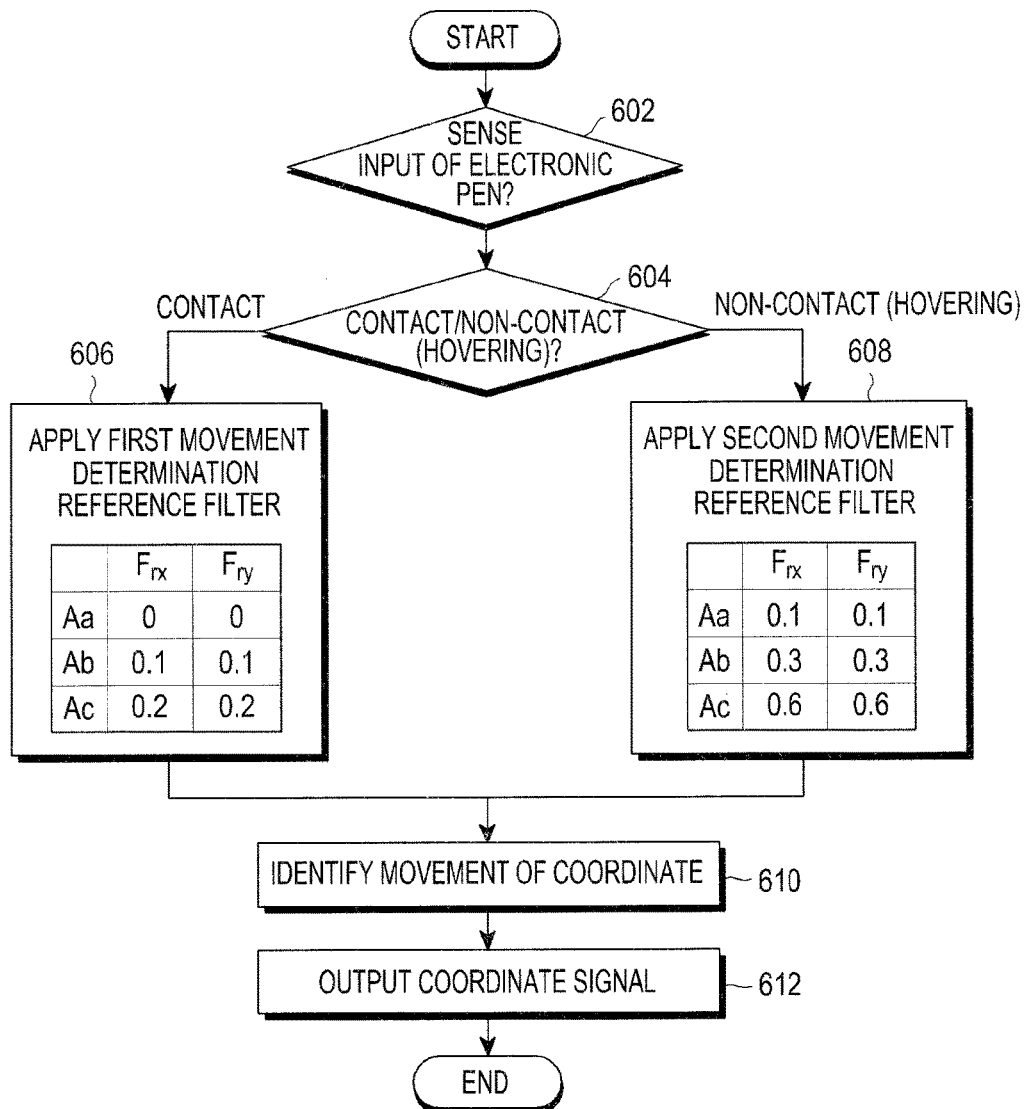 START
602
SENSE
INPUT OF ELECTRONIC
PEN?
604
CONTACT
NON-CONTACT (HOVERING)
CONTACT/NON-CONTACT
(HOVERING)?
606
608
APPLY FIRST MOVEMENT
DETERMINATION
REFERENCE FILTER
Frx Fry
Aa 0 0
Ab 0.1 0.1
Ac 0.2 0.2
APPLY SECOND MOVEMENT
DETERMINATION
REFERENCE FILTER
Frx Fry
Aa 0.1 0.1
Ab 0.3 0.3
Ac 0.6 0.6
IDENTIFY MOVEMENT OF COORDINATE
610
OUTPUT COORDINATE SIGNAL
612
END